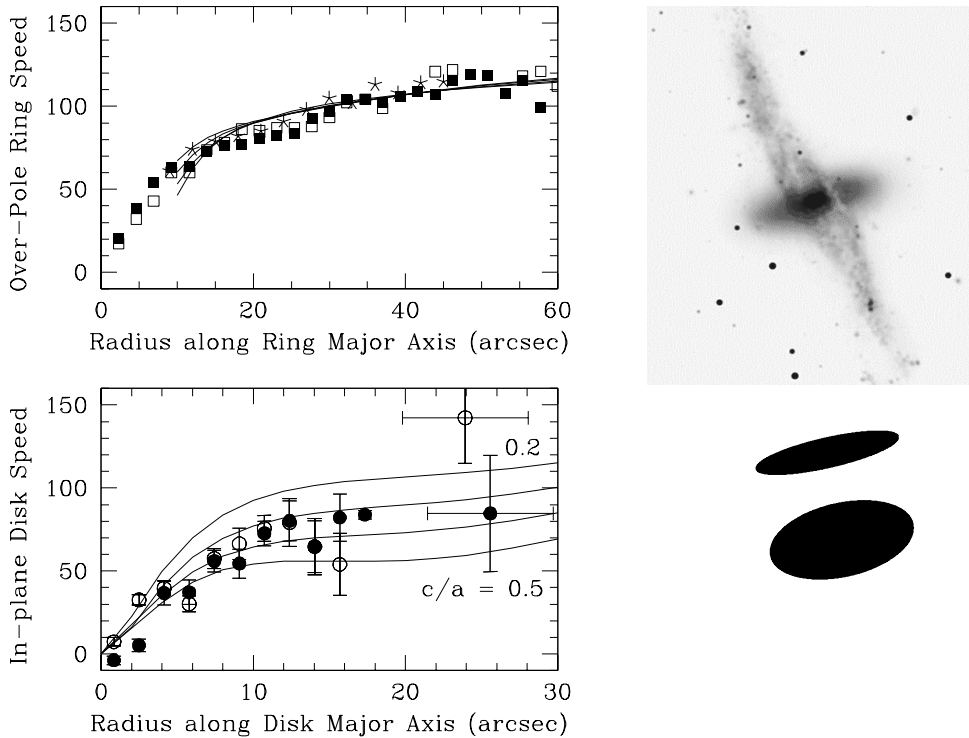 Over-Pole Ring Speed
150
100
50
0
0 20 40 60
Radius along Ring Major Axis (arcsec)
In-plane Disk Speed
150
100
50
0
0.2
c/a = 0.5
0 10 20 30
Radius along Disk Major Axis (arcsec)